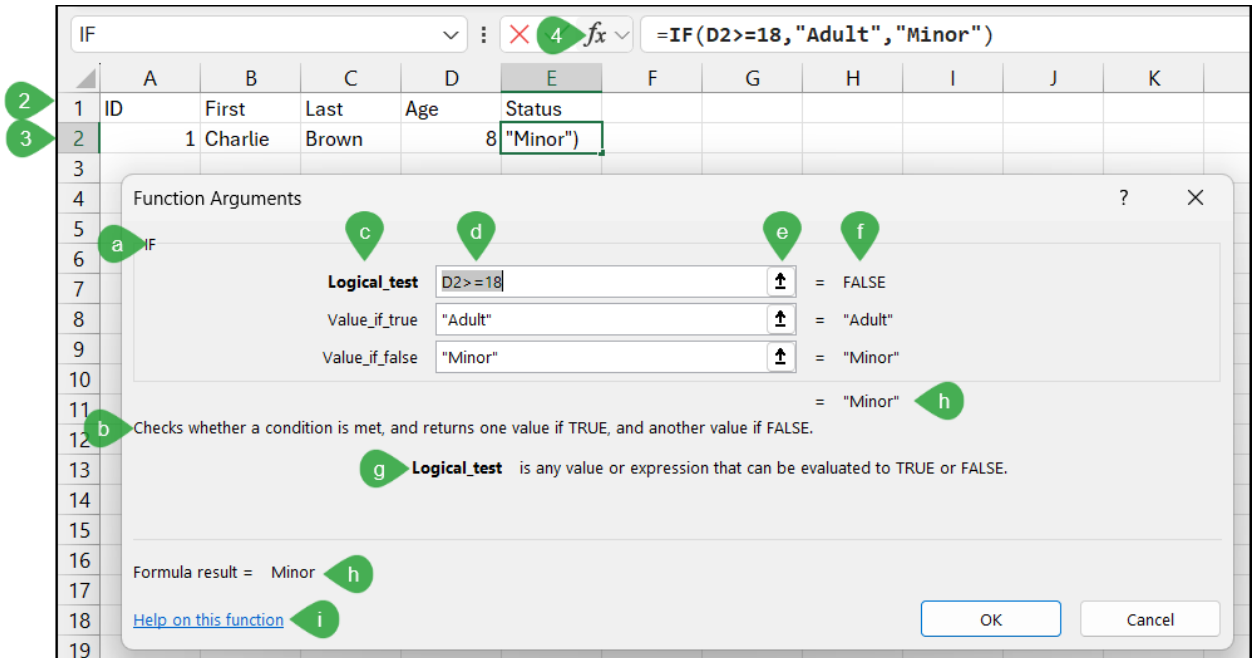 IF 4 fx =IF(D2>=18,"Adult","Minor")
A B C D E F G H I J K
2 1 ID First Last Age Status
3 2 1 Charlie Brown 8 "Minor")
3
4 Function Arguments ?
5 c d e f
a IF
6
7 Logical_test D2>=18 = FALSE
8 Value_if_true "Adult" = "Adult"
9 Value_if_false "Minor" = "Minor"
10
11 = "Minor" h
12 b Checks whether a condition is met, and returns one value if TRUE, and another value if FALSE.
13 g Logical_test is any value or expression that can be evaluated to TRUE or FALSE.
14
15
16 Formula result = Minor h
17
18 Help on this function i OK Cancel
19